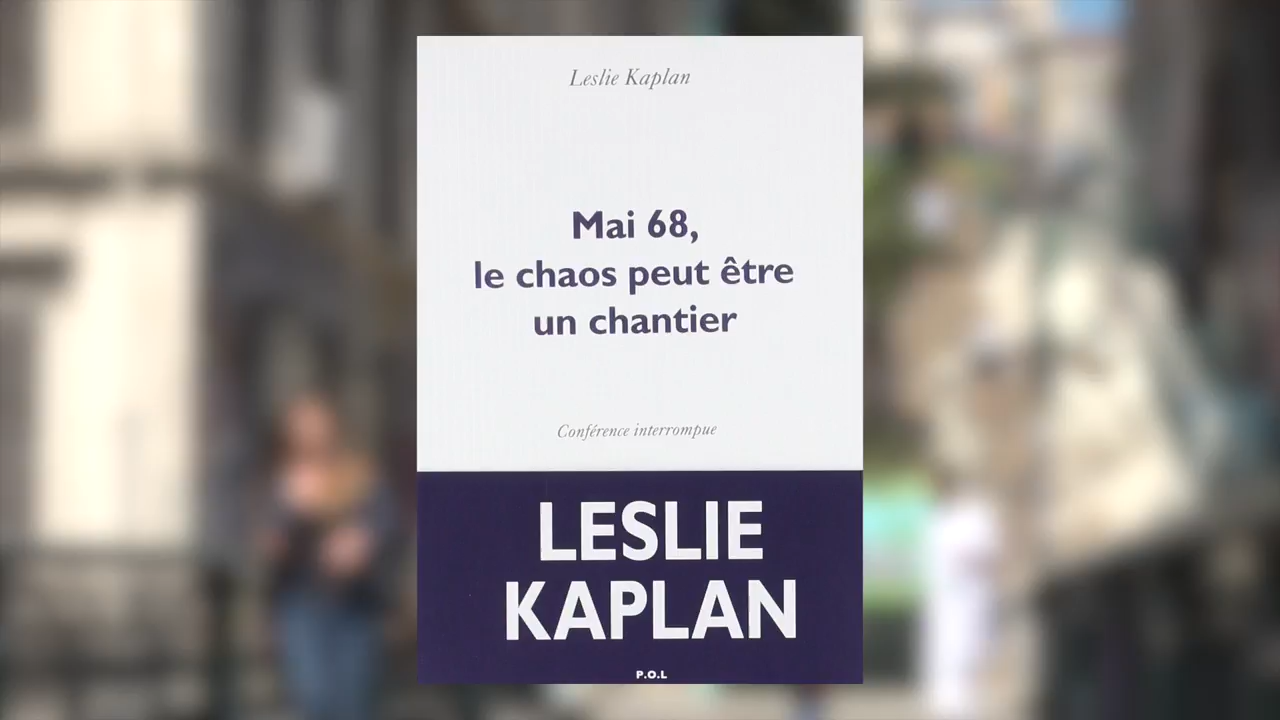 Leslie Kaplan
Mai 68,
le chaos peut être
un chantier
Conférence interrompue
LESLIE
KAPLAN
P.O.L